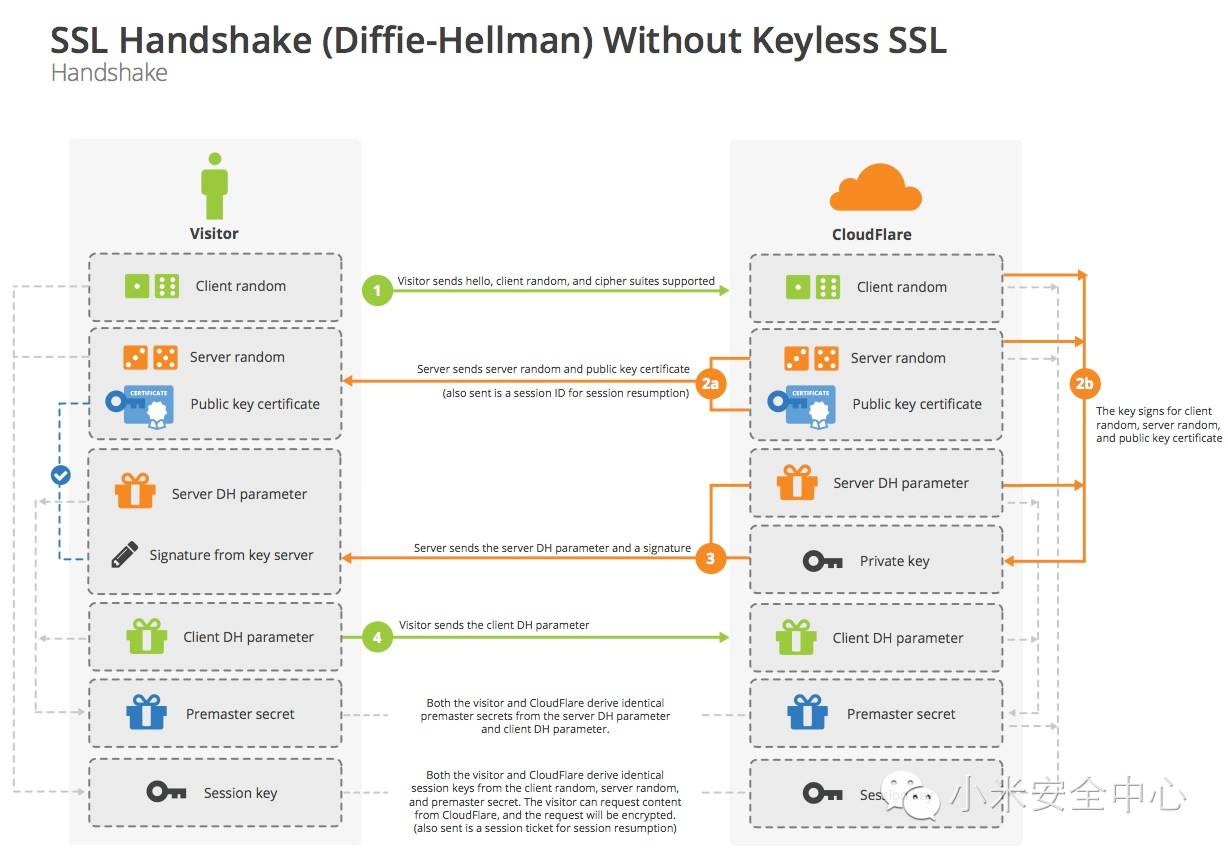 SSL Handshake (Diffie-Hellman) Without Keyless SSL
Handshake
Visitor
CloudFlare
Client random
1
Visitor sends hello, client random, and cipher suites supported
Client random
Server random
Public key certificate
CERTIFICATE
Server sends server random and public key certificate
(also sent is a session ID for session resumption)
2a
Server random
Public key certificate
CERTIFICATE
2b
The key signs for client
random, server random,
and public key certificate
Server DH parameter
Signature from key server
Server sends the server DH parameter and a signature
3
Server DH parameter
Private key
Client DH parameter
4
Visitor sends the client DH parameter
Client DH parameter
Premaster secret
Both the visitor and CloudFlare derive identical
premaster secrets from the server DH parameter
and client DH parameter.
Premaster secret
Session key
Both the visitor and CloudFlare derive identical
session keys from the client random, server random,
and premaster secret. The visitor can request content
from CloudFlare, and the request will be encrypted.
(also sent is a session ticket for session resumption)
小米安全中心